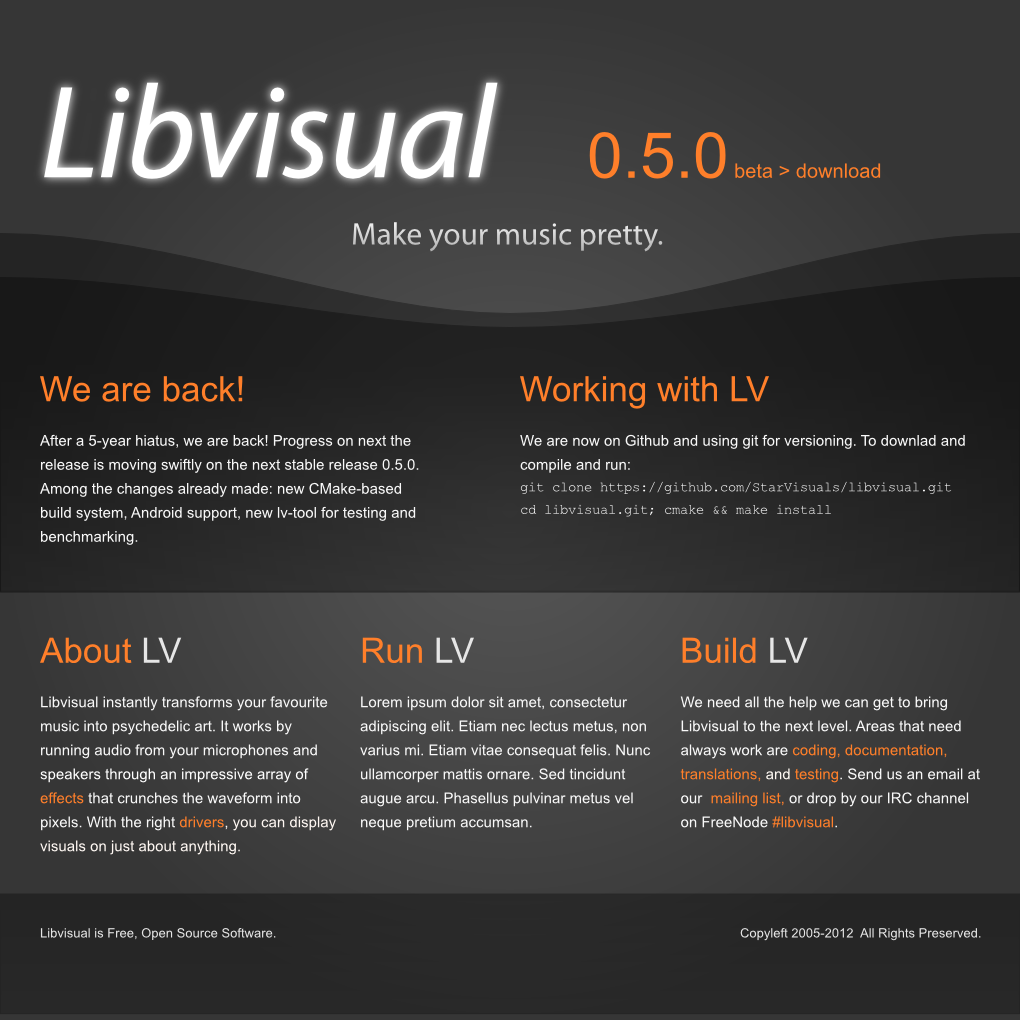 Libvisual
0.5.0 beta > download
Make your music pretty.
We are back!
After a 5-year hiatus, we are back! Progress on next the
release is moving swiftly on the next stable release 0.5.0.
Among the changes already made: new CMake-based
build system, Android support, new lv-tool for testing and
benchmarking.
Working with LV
We are now on Github and using git for versioning. To downlad and
compile and run:
git clone https://github.com/StarVisuals/libvisual.git
cd libvisual.git; cmake && make install
About LV
Libvisual instantly transforms your favourite
music into psychedelic art. It works by
running audio from your microphones and
speakers through an impressive array of
effects that crunches the waveform into
pixels. With the right drivers, you can display
visuals on just about anything.
Run LV
Lorem ipsum dolor sit amet, consectetur
adipiscing elit. Etiam nec lectus metus, non
varius mi. Etiam vitae consequat felis. Nunc
ullamcorper mattis ornare. Sed tincidunt
augue arcu. Phasellus pulvinar metus vel
neque pretium accumsan.
Build LV
We need all the help we can get to bring
Libvisual to the next level. Areas that need
always work are coding, documentation,
translations, and testing. Send us an email at
our  mailing list, or drop by our IRC channel
on FreeNode #libvisual.
Libvisual is Free, Open Source Software.
Copyleft 2005-2012  All Rights Preserved.